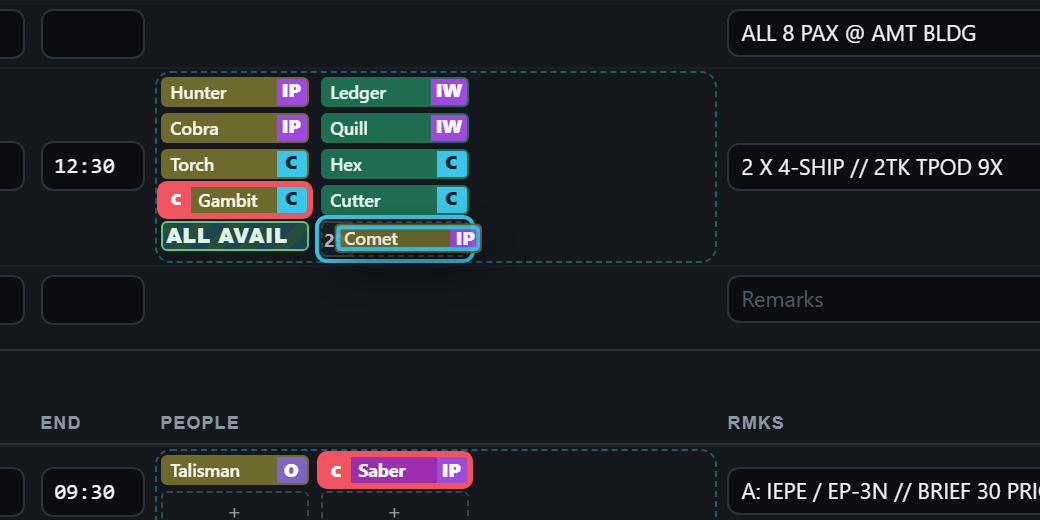 ALL 8 PAX @ AMT BLDG
Hunter IP Ledger IW
Cobra IP Quill IW
12:30
Torch C Hex C
2 X 4-SHIP // 2TK TPOD 9X
C Gambit C Cutter C
ALL AVAIL 2 Comet IP
Remarks
END PEOPLE RMKS
Talisman O C Saber IP
09:30
A: IEPE / EP-3N // BRIEF 30
+ +